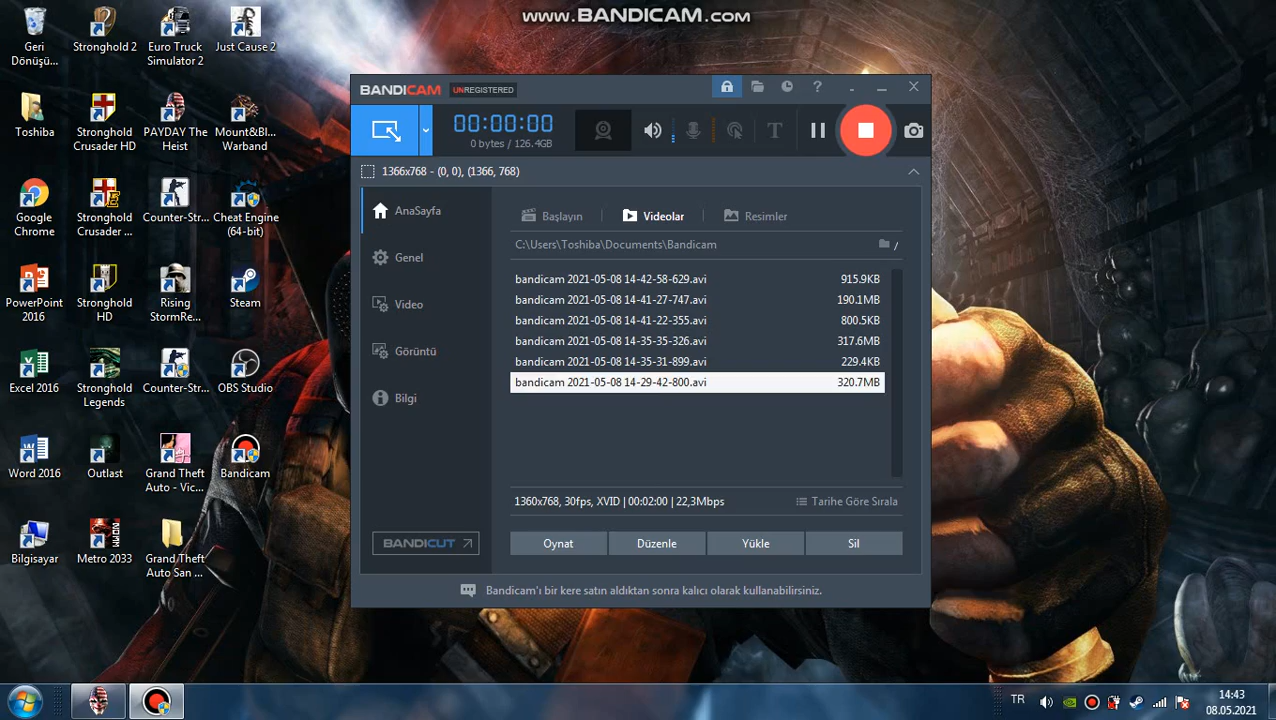 www.BANDICAM.com
Geri
Dönüşü...
Stronghold 2
Euro Truck
Simulator 2
Just Cause 2
Toshiba
Stronghold
Crusader HD
PAYDAY The
Heist
Mount&Bl...
Warband
Google
Chrome
Stronghold
Crusader ...
Counter-Str...
Cheat Engine
(64-bit)
PowerPoint
2016
Stronghold
HD
Rising
StormRe...
Steam
Excel 2016
Stronghold
Legends
Counter-Str...
OBS Studio
Word 2016
Outlast
Grand Theft
Auto - Vic...
Bandicam
Bilgisayar
Metro 2033
Grand Theft
Auto San ...
BANDICAM UNREGISTERED
00:00:00
0 bytes / 126.4GB
1366x768 - (0, 0), (1366, 768)
AnaSayfa
Genel
Video
Görüntü
Bilgi
BANDICUT
Başlayın
Videolar
Resimler
C:\Users\Toshiba\Documents\Bandicam
bandicam 2021-05-08 14-42-58-629.avi 915.9KB
bandicam 2021-05-08 14-41-27-747.avi 190.1MB
bandicam 2021-05-08 14-41-22-355.avi 800.5KB
bandicam 2021-05-08 14-35-35-326.avi 317.6MB
bandicam 2021-05-08 14-35-31-899.avi 229.4KB
bandicam 2021-05-08 14-29-42-800.avi 320.7MB
1360x768, 30fps, XVID | 00:02:00 | 22,3Mbps
Tarihe Göre Sırala
Oynat
Düzenle
Yükle
Sil
Bandicam'ı bir kere satın aldıktan sonra kalıcı olarak kullanabilirsiniz.
TR
14:43
08.05.2021